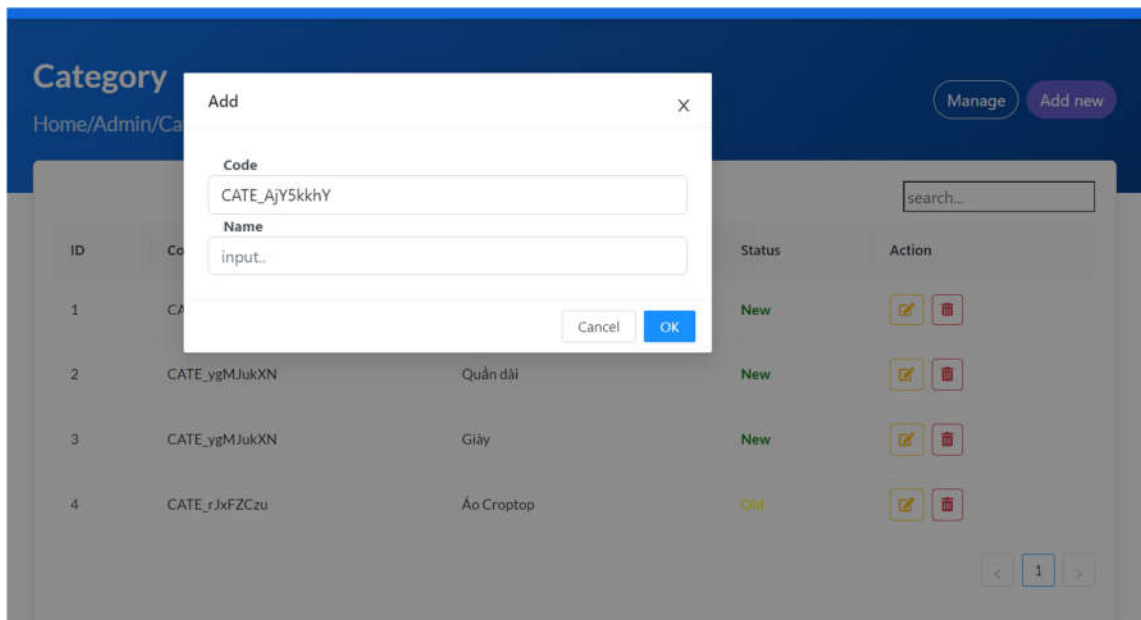 Category
Home/Admin/Ca
Manage
Add new
Add
X
Code
CATE_AjY5kkhY
Name
input..
Cancel
OK
search...
ID Co Status Action
1 CA New
2 CATE_ygMJukXN Quần dài New
3 CATE_ygMJukXN Giày New
4 CATE_rJxFZCzu Áo Croptop Old
< 1 >